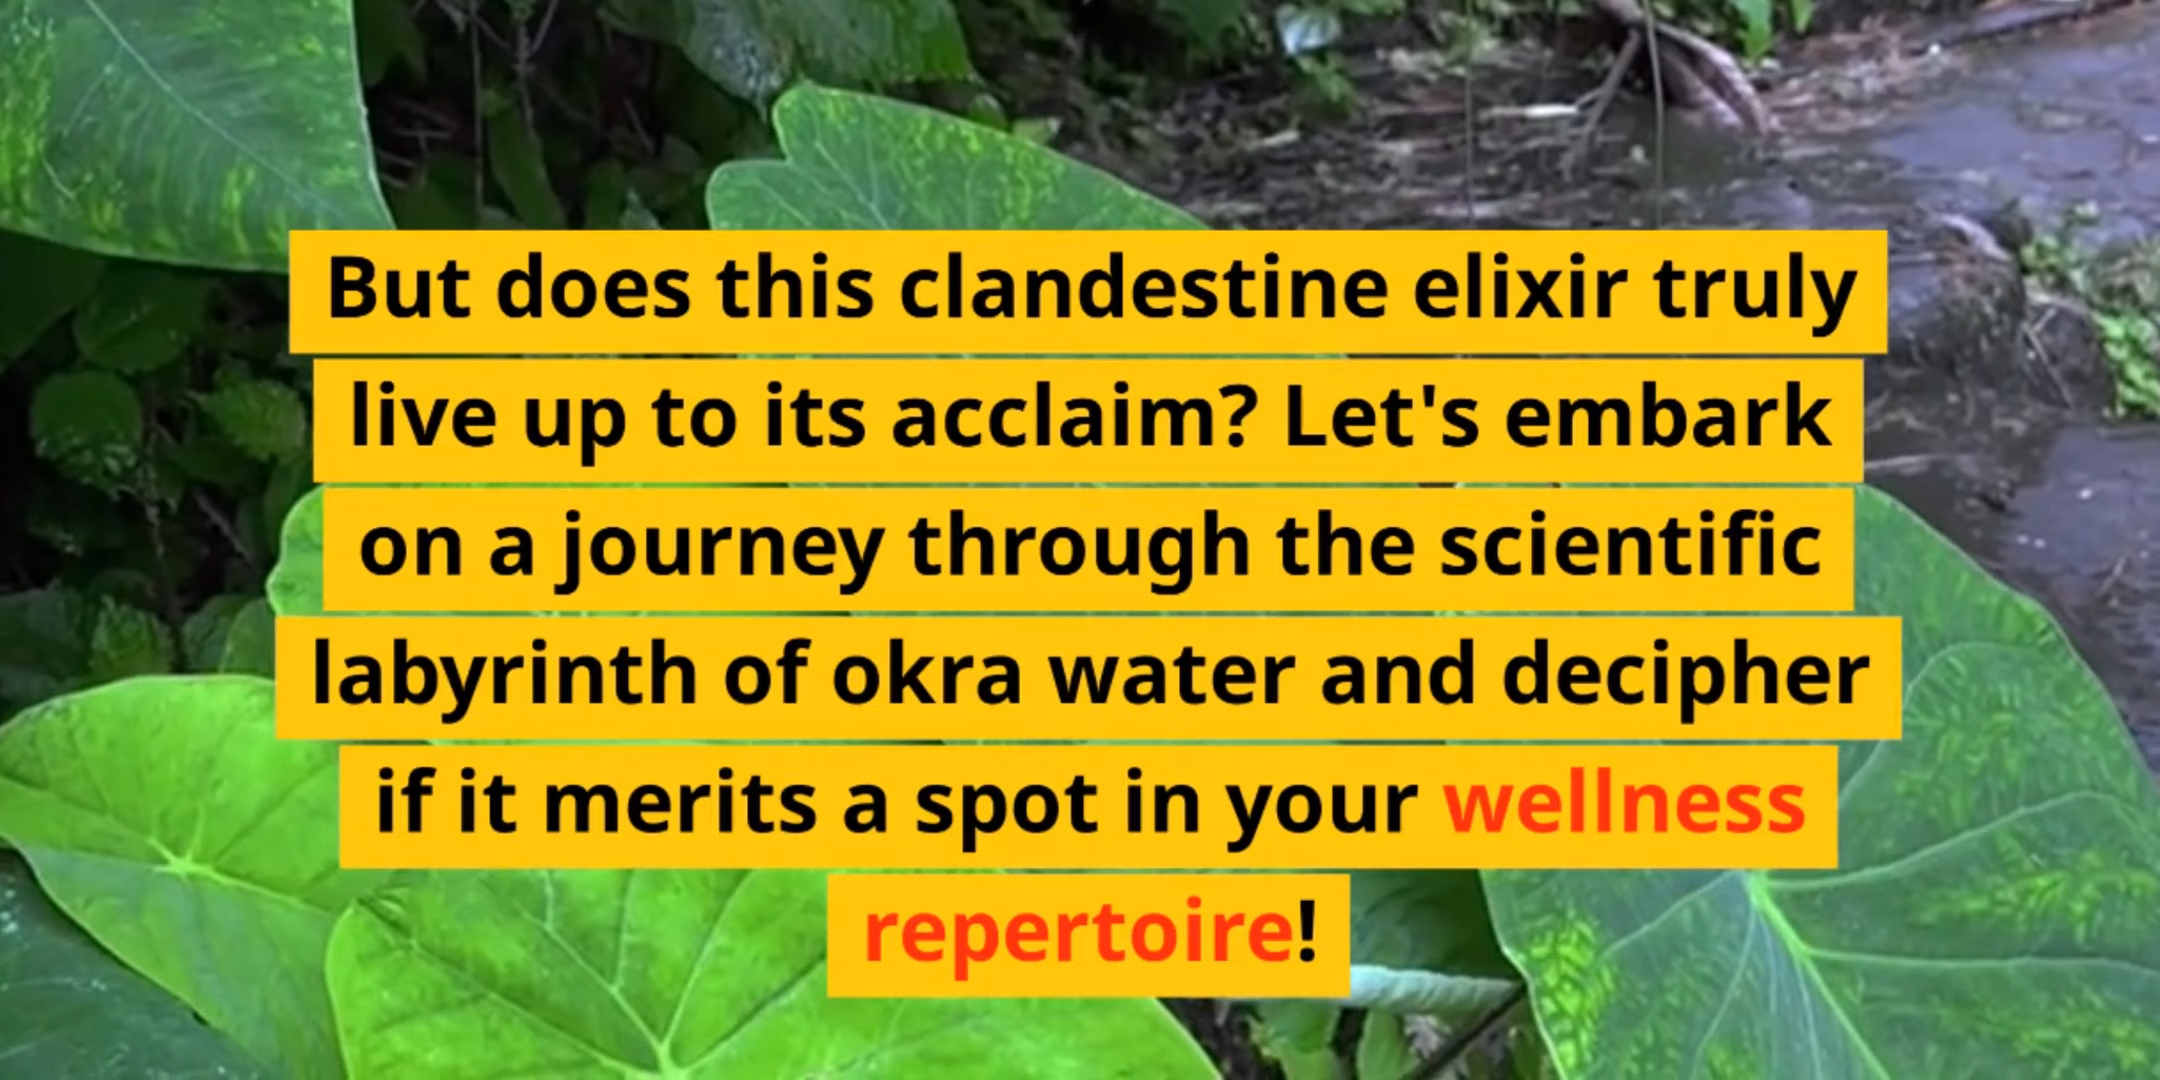 But does this clandestine elixir truly
live up to its acclaim? Let's embark
on a journey through the scientific
labyrinth of okra water and decipher
if it merits a spot in your wellness
repertoire!